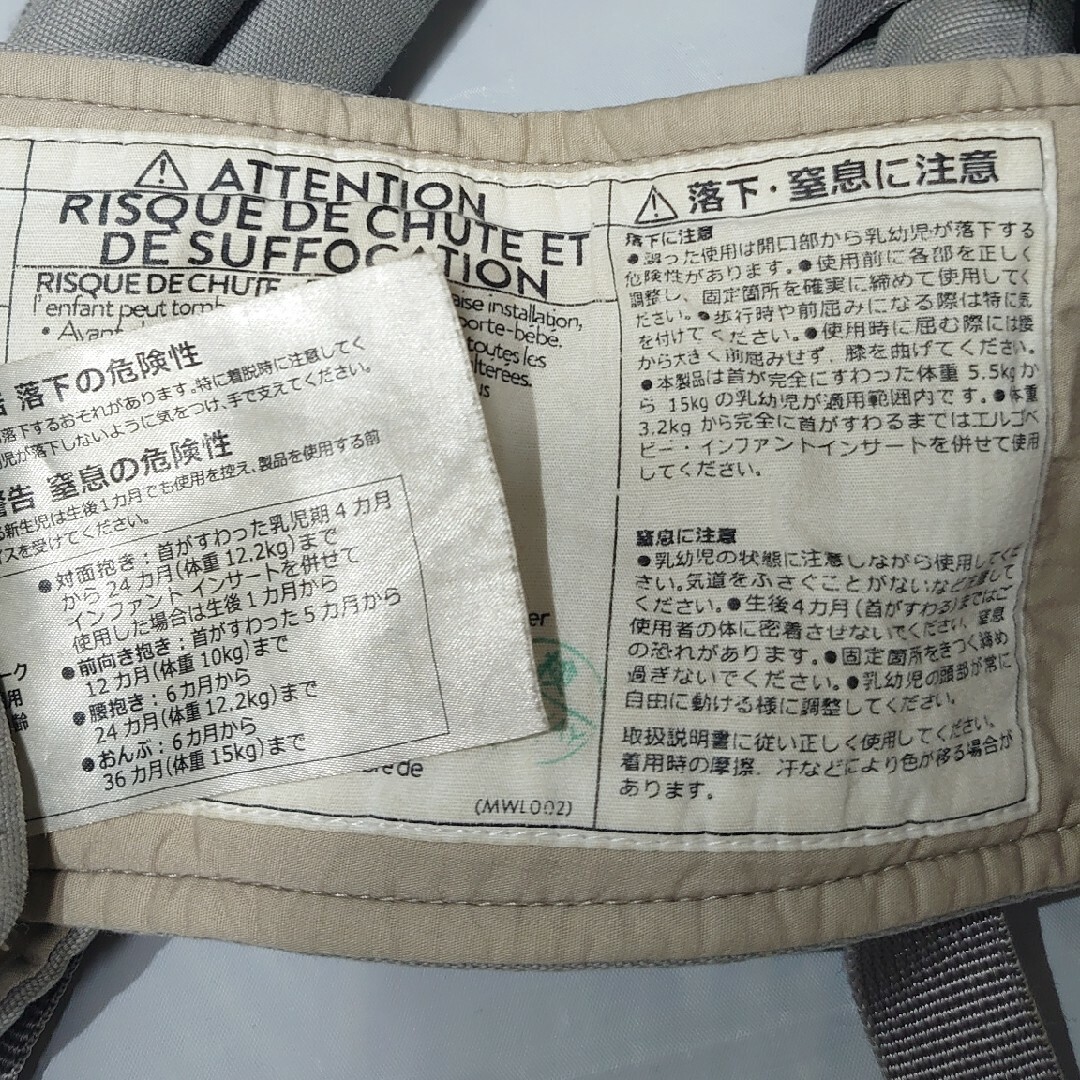 ATTENTION
RISQUE DE CHUTE ET
DE SUFFOCATION
RISQUE DE CHUTE
l'enfant peut
installation,
porte-bébé.
toutes les
(MWL002)
落下の危険性
落下するおそれがあります。特に着脱時に注意してく
児が落下しないように気をつけ、手で支えてください。
警告 窒息の危険性
新生児は生後1カ月でも使用を控え、製品を使用する前
イスを受けてください。
●対面抱き：首がすわった乳児期4カ月
から24カ月(体重12.2kg)まで
インファントインサートを併せて
使用した場合は生後1カ月から
●前向き抱き：首がすわった5カ月から
12カ月(体重10kg)まで
●腰抱き：6カ月から
24カ月(体重12.2kg)まで
●おんぶ：6カ月から
36カ月(体重15kg)まで
落下・窒息に注意
落下に注意
●誤った使用は開口部から乳幼児が落下する
危険性があります。●使用前に各部を正しく
調整し、固定箇所を確実に締めて使用してく
ださい。●歩行時や前屈みになる際は特に気
を付けてください。●使用時に屈む際には腰
から大きく前屈みせず、膝を曲げてください。
●本製品は首が完全にすわった体重 5.5kg か
ら 15kg の乳幼児が適用範囲内です。●体重
3.2kg から完全に首がすわるまではエルゴベ
ビー・インファントインサートを併せて使用
してください。
窒息に注意
●乳幼児の状態に注意しながら使用してくだ
さい。気道をふさぐことがないなど注意して
ください。●生後4カ月(首がすわる)まではご
使用者の体に密着させないでください。窒息
の恐れがあります。●固定箇所をきつく締め
過ぎないでください。●乳幼児の頭部が常に
自由に動ける様に調整してください。
取扱説明書に従い正しく使用してください。
着用時の摩擦、汗などにより色が移る場合が
あります。